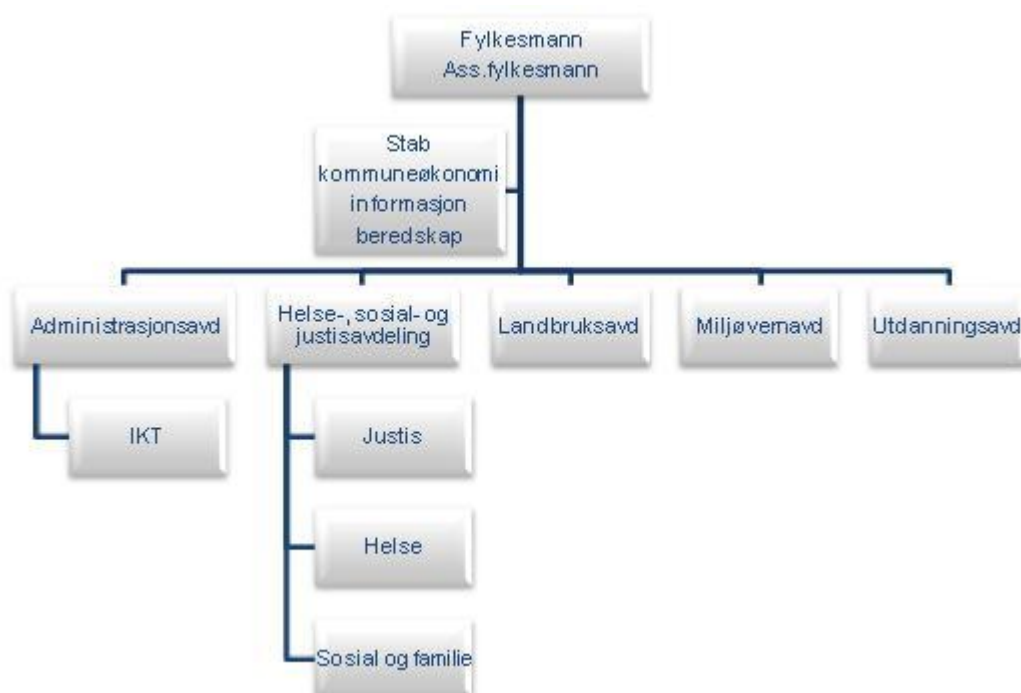 Fylkesmann
Ass.fylkesmann
Stab
kommuneøkonomi
informasjon
beredskap
Administrasjonsavd
Helse-, sosial- og
justisavdeling
Landbruksavd
Miljøvernavd
Utdanningsavd
IKT
Justis
Helse
Sosial og familie